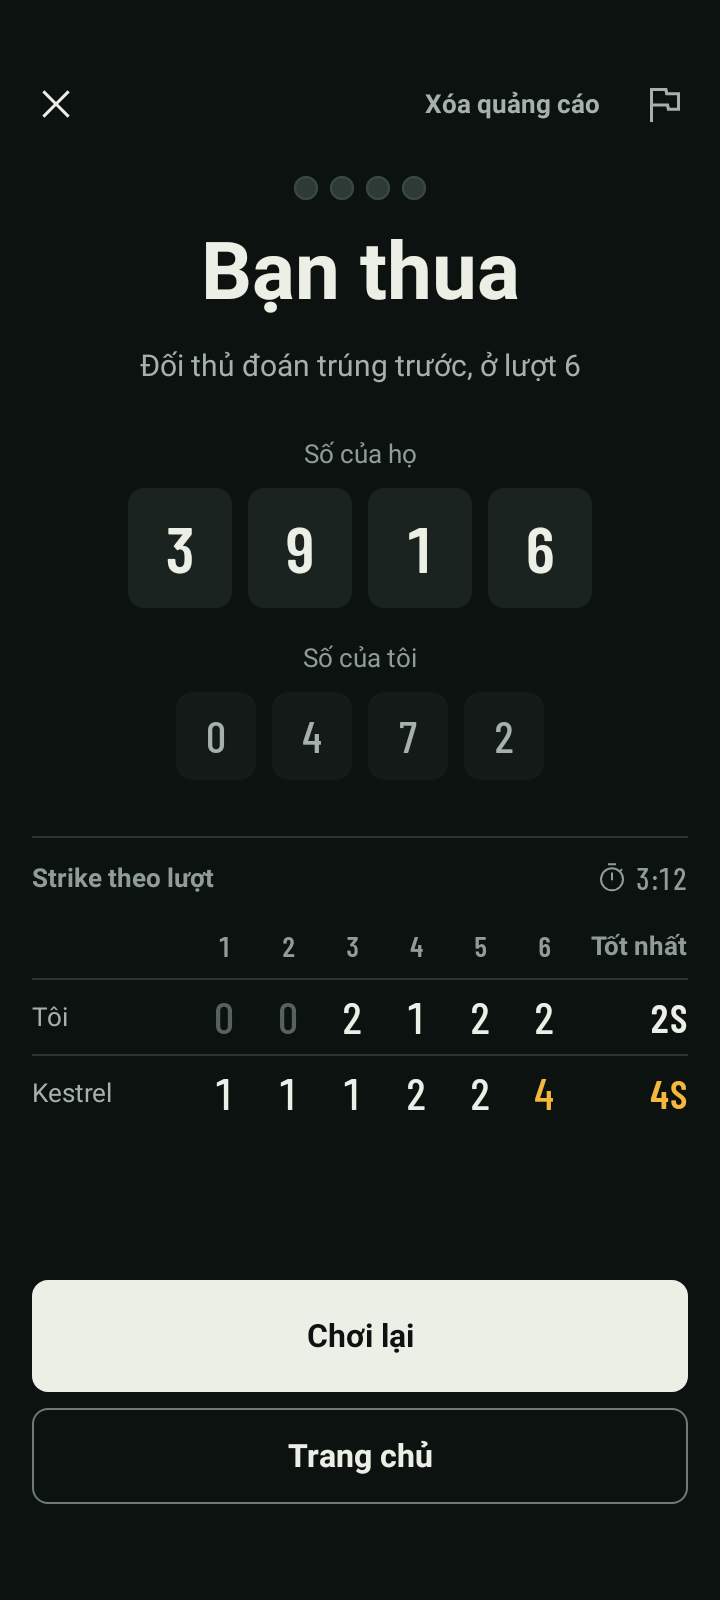 Xóa quảng cáo
Bạn thua
Đối thủ đoán trúng trước, ở lượt 6
Số của họ
3 9 1 6
Số của tôi
0 4 7 2
Strike theo lượt 3:12
1 2 3 4 5 6 Tốt nhất
Tôi 0 0 2 1 2 2 2S
Kestrel 1 1 1 2 2 4 4S
Chơi lại
Trang chủ